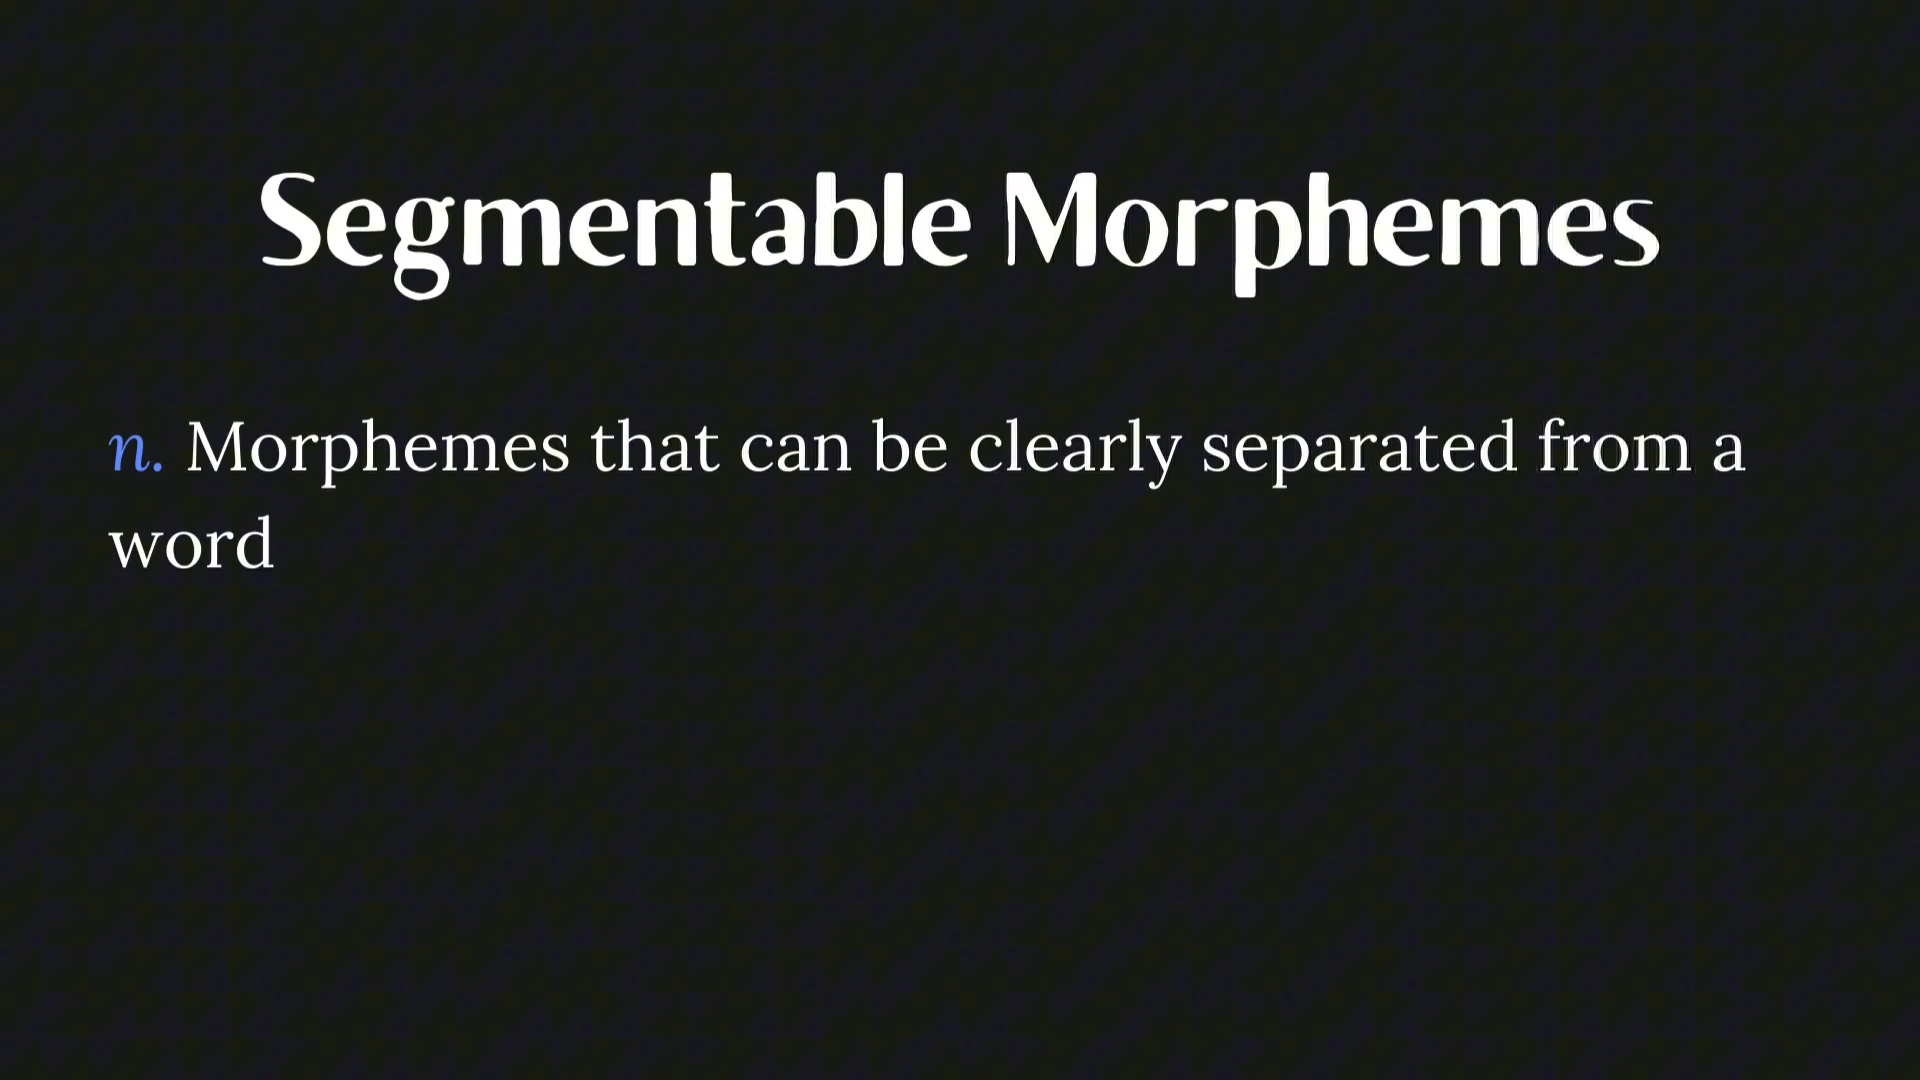 Segmentable Morphemes
n. Morphemes that can be clearly separated from a
word